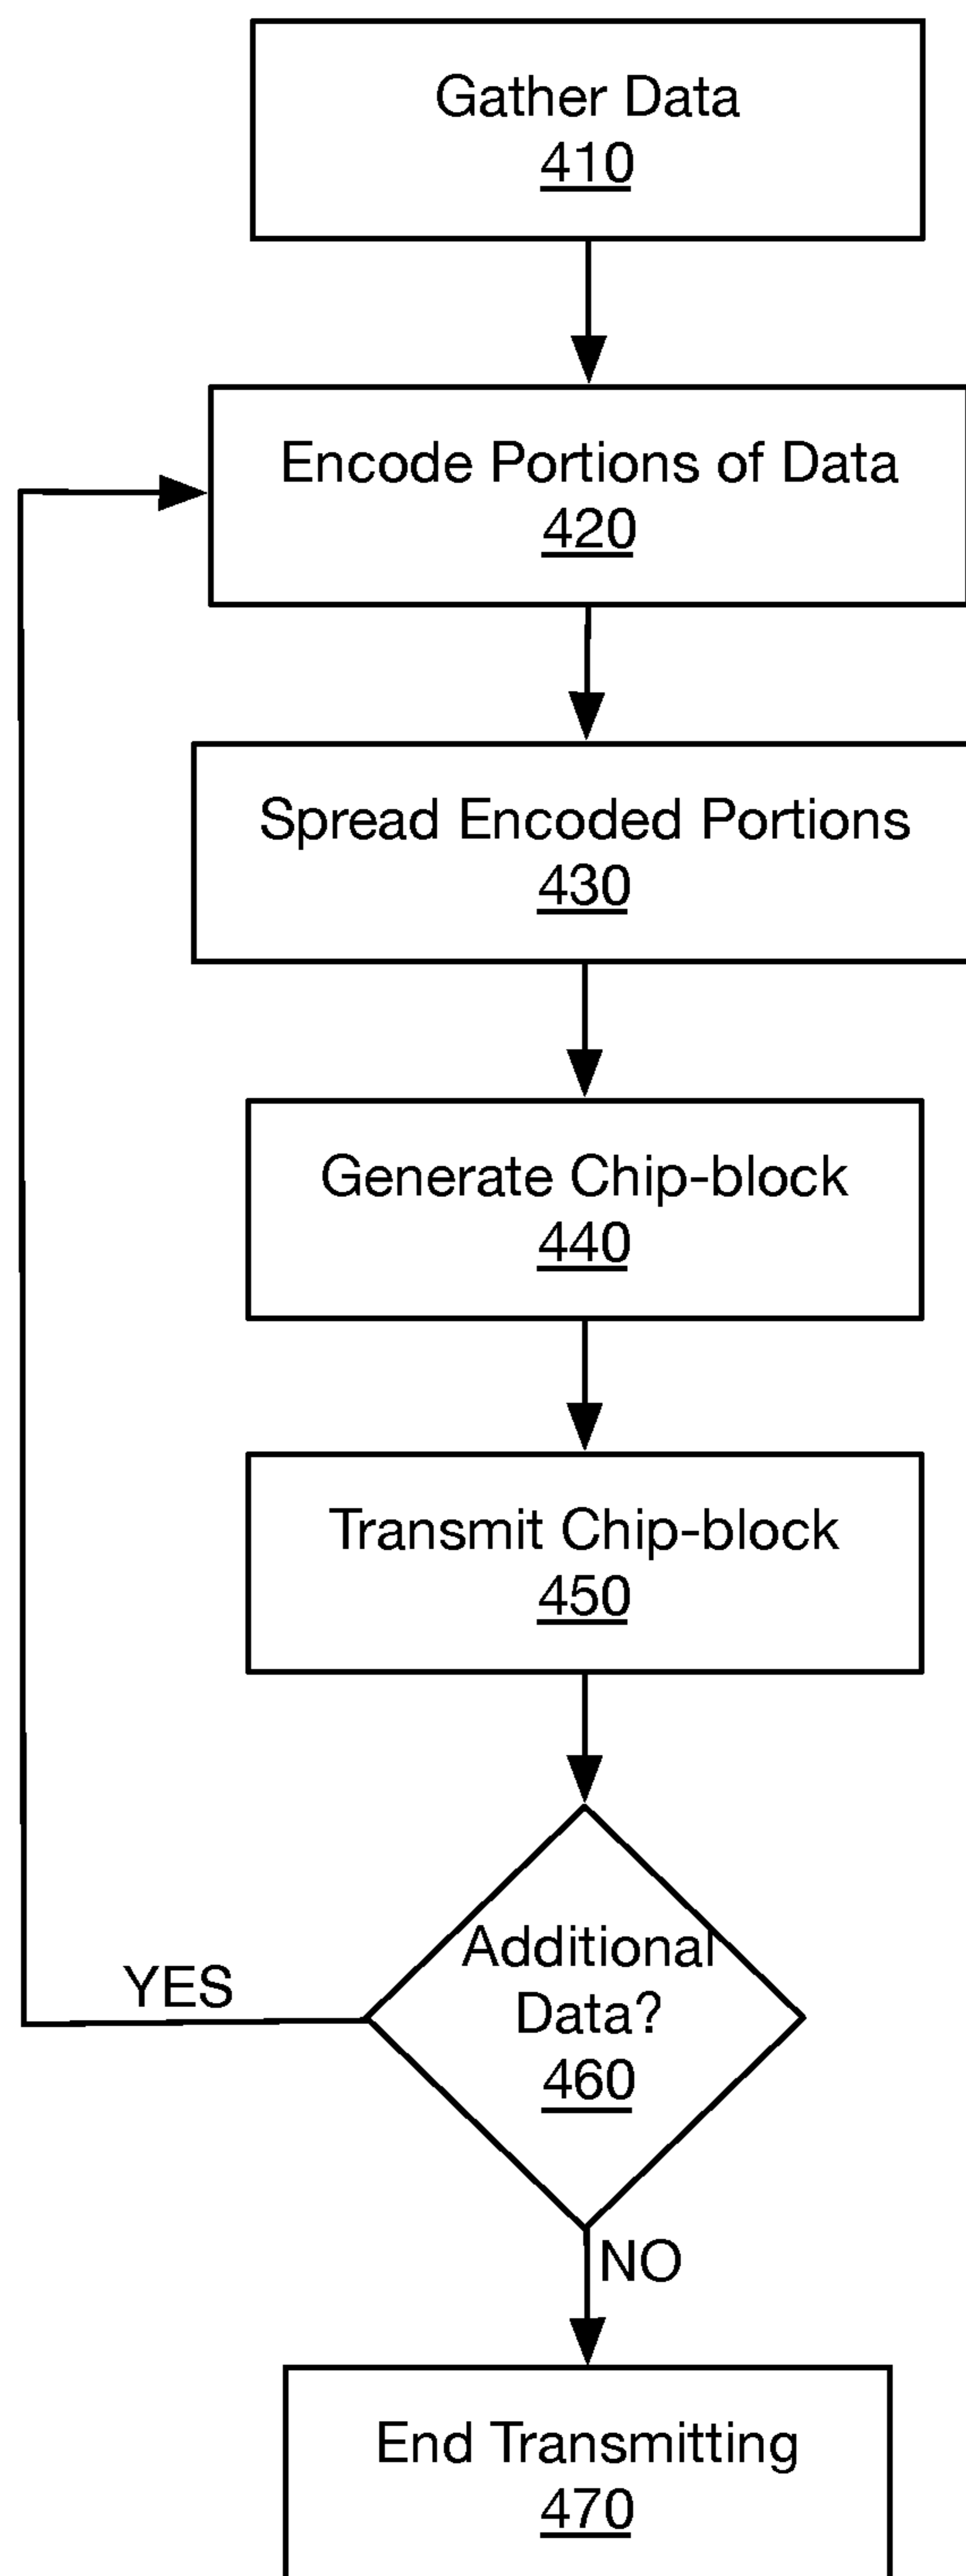 Gather Data
410
Encode Portions of Data
420
Spread Encoded Portions
430
Generate Chip-block
440
Transmit Chip-block
450
Additional
Data?
460
YES
NO
End Transmitting
470